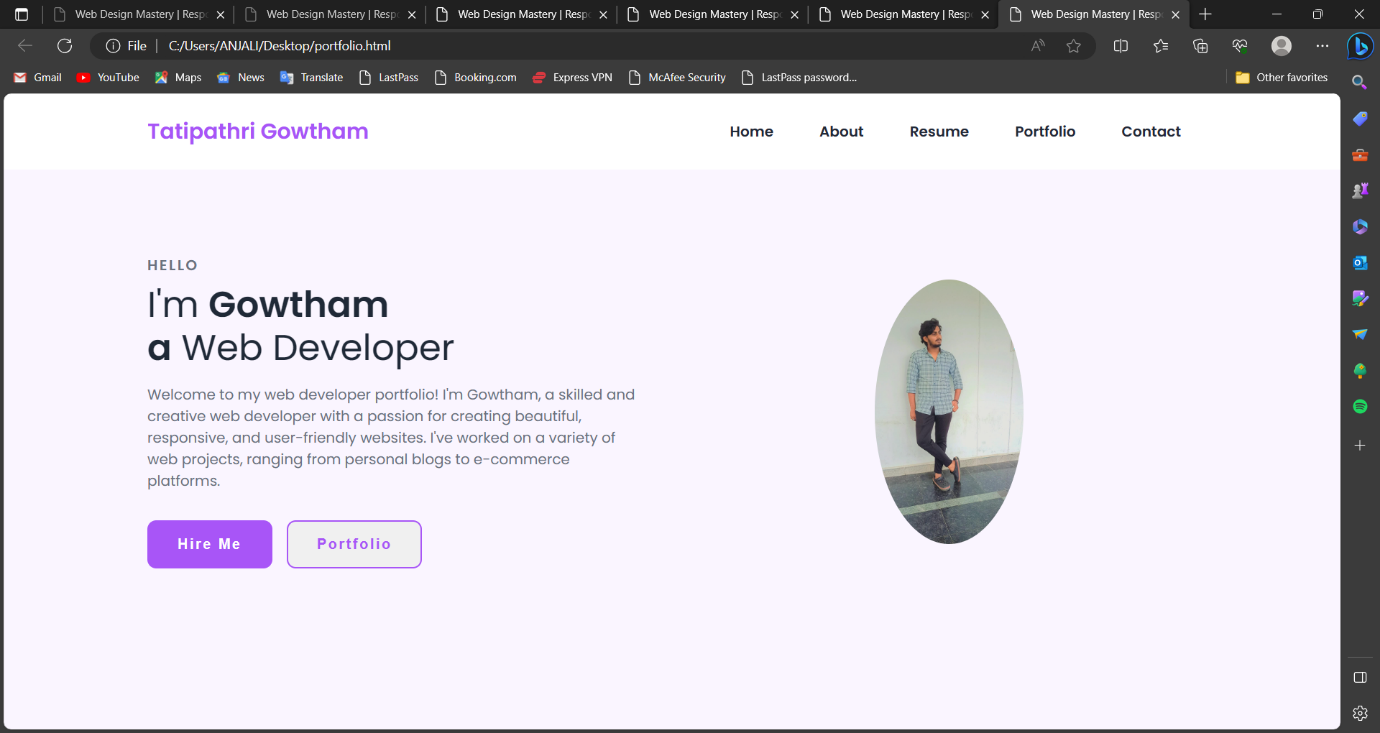 Web Design Mastery | Resp
Web Design Mastery | Resp
Web Design Mastery | Resp
Web Design Mastery | Resp
Web Design Mastery | Resp
Web Design Mastery | Resp
File | C:/Users/ANJALI/Desktop/portfolio.html
Gmail YouTube Maps News Translate LastPass Booking.com Express VPN McAfee Security LastPass password... Other favorites
Tatipathri Gowtham
Home About Resume Portfolio Contact
HELLO
I'm Gowtham
a Web Developer
Welcome to my web developer portfolio! I'm Gowtham, a skilled and
creative web developer with a passion for creating beautiful,
responsive, and user-friendly websites. I've worked on a variety of
web projects, ranging from personal blogs to e-commerce
platforms.
Hire Me Portfolio